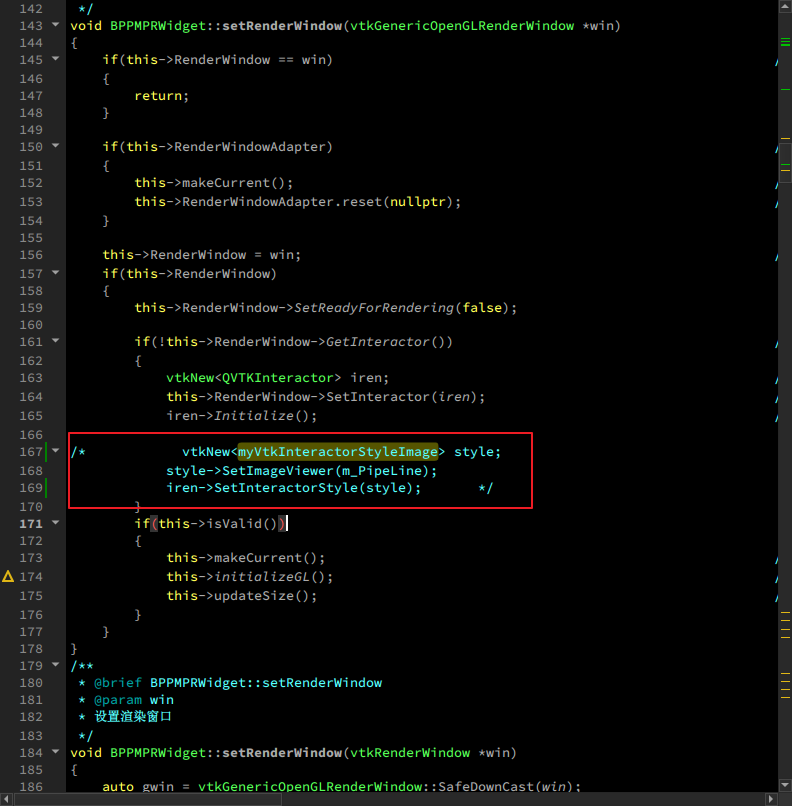 142 */
143 void BPPMPRWidget::setRenderWindow(vtkGenericOpenGLRenderWindow *win)
144 {
145 if(this->RenderWindow == win) /
146 {
147 return;
148 }
149
150 if(this->RenderWindowAdapter) /
151 {
152 this->makeCurrent(); /
153 this->RenderWindowAdapter.reset(nullptr); /
154 }
155
156 this->RenderWindow = win; /
157 if(this->RenderWindow)
158 {
159 this->RenderWindow->SetReadyForRendering(false);
160
161 if(!this->RenderWindow->GetInteractor()) /
162 {
163 vtkNew<QVTKInteractor> iren; /
164 this->RenderWindow->SetInteractor(iren); /
165 iren->Initialize(); /
166
167 /* vtkNew<myVtkInteractorStyleImage> style;
168 style->SetImageViewer(m_PipeLine);
169 iren->SetInteractorStyle(style); */
170 }
171 if(this->isValid())
172 {
173 this->makeCurrent(); /
174 this->initializeGL(); /
175 this->updateSize(); /
176 }
177 }
178 }
179 /**
180 * @brief BPPMPRWidget::setRenderWindow
181 * @param win
182 * 设置渲染窗口
183 */
184 void BPPMPRWidget::setRenderWindow(vtkRenderWindow *win)
185 {
186 auto gwin = vtkGenericOpenGLRenderWindow::SafeDownCast(win);